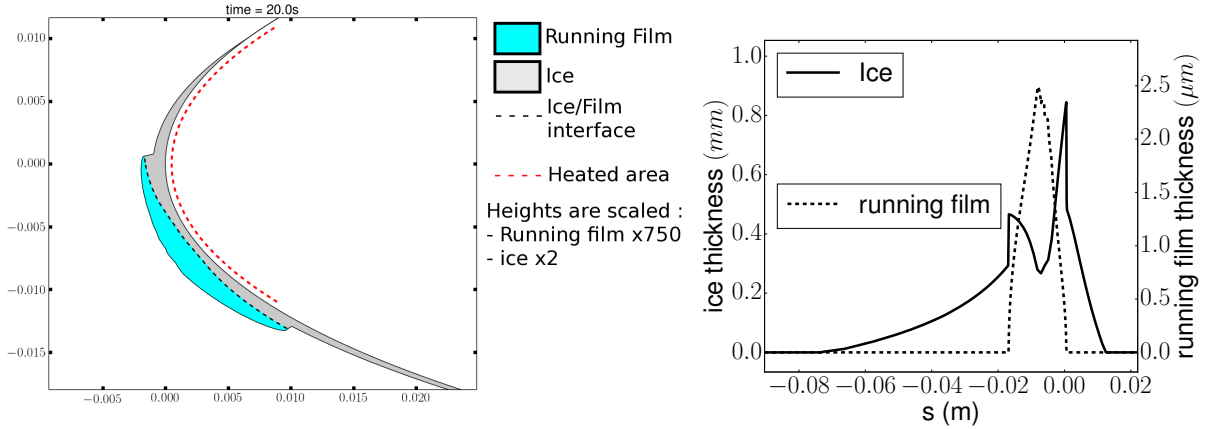 time = 20.0s
0.010
0.005
0.000
−0.005
−0.010
−0.015
−0.005
0.000
0.005
0.010
0.015
0.020
Running Film
Ice
Ice/Film
interface
Heated area
Heights are scaled :
- Running film x750
- ice x2
ice thickness (mm)
1.0
0.8
0.6
0.4
0.2
0.0
Ice
running film
2.5
2.0
1.5
1.0
0.5
0.0
running film thickness (μm)
−0.08
−0.06
−0.04
−0.02
0.00
0.02
s (m)